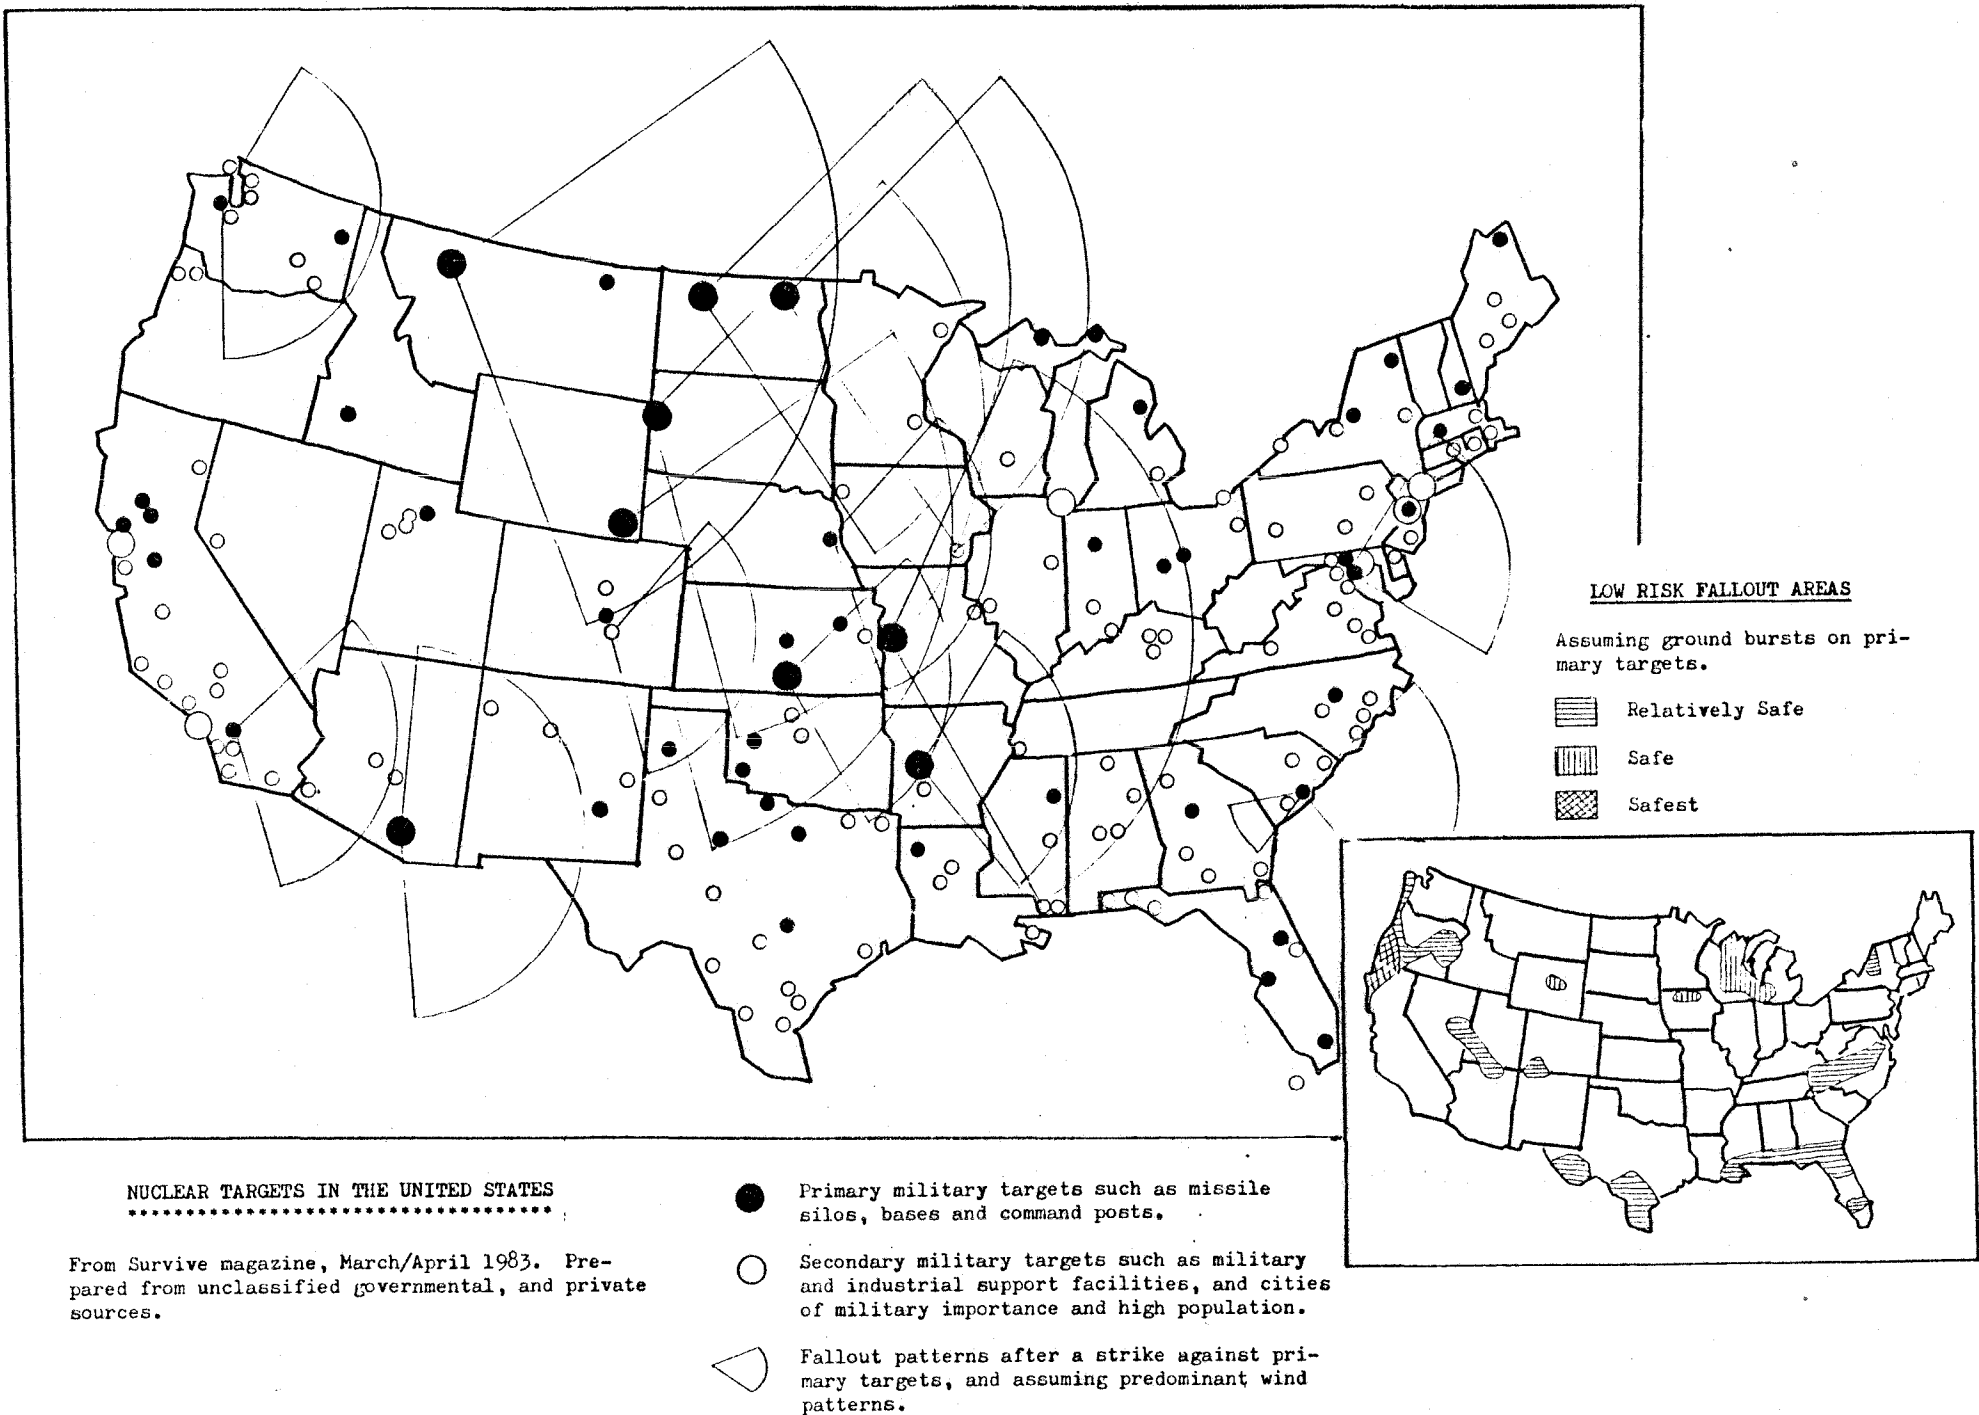 LOW RISK FALLOUT AREAS
Assuming ground bursts on pri-
mary targets.
Relatively Safe
Safe
Safest
NUCLEAR TARGETS IN THE UNITED STATES
From Survive magazine, March/April 1983. Pre-
pared from unclassified governmental, and private
sources.
Primary military targets such as missile
silos, bases and command posts.
Secondary military targets such as military
and industrial support facilities, and cities
of military importance and high population.
Fallout patterns after a strike against pri-
mary targets, and assuming predominant wind
patterns.